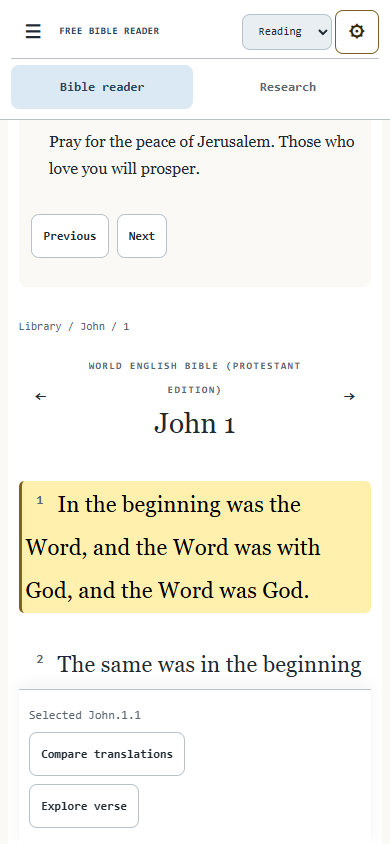 ☰ FREE BIBLE READER Reading ⚙
Bible reader Research
Pray for the peace of Jerusalem. Those who
love you will prosper.
Previous Next
Library / John / 1
WORLD ENGLISH BIBLE (PROTESTANT
EDITION)
← →
John 1
1 In the beginning was the
Word, and the Word was with
God, and the Word was God.
2 The same was in the beginning
Selected John.1.1
Compare translations
Explore verse